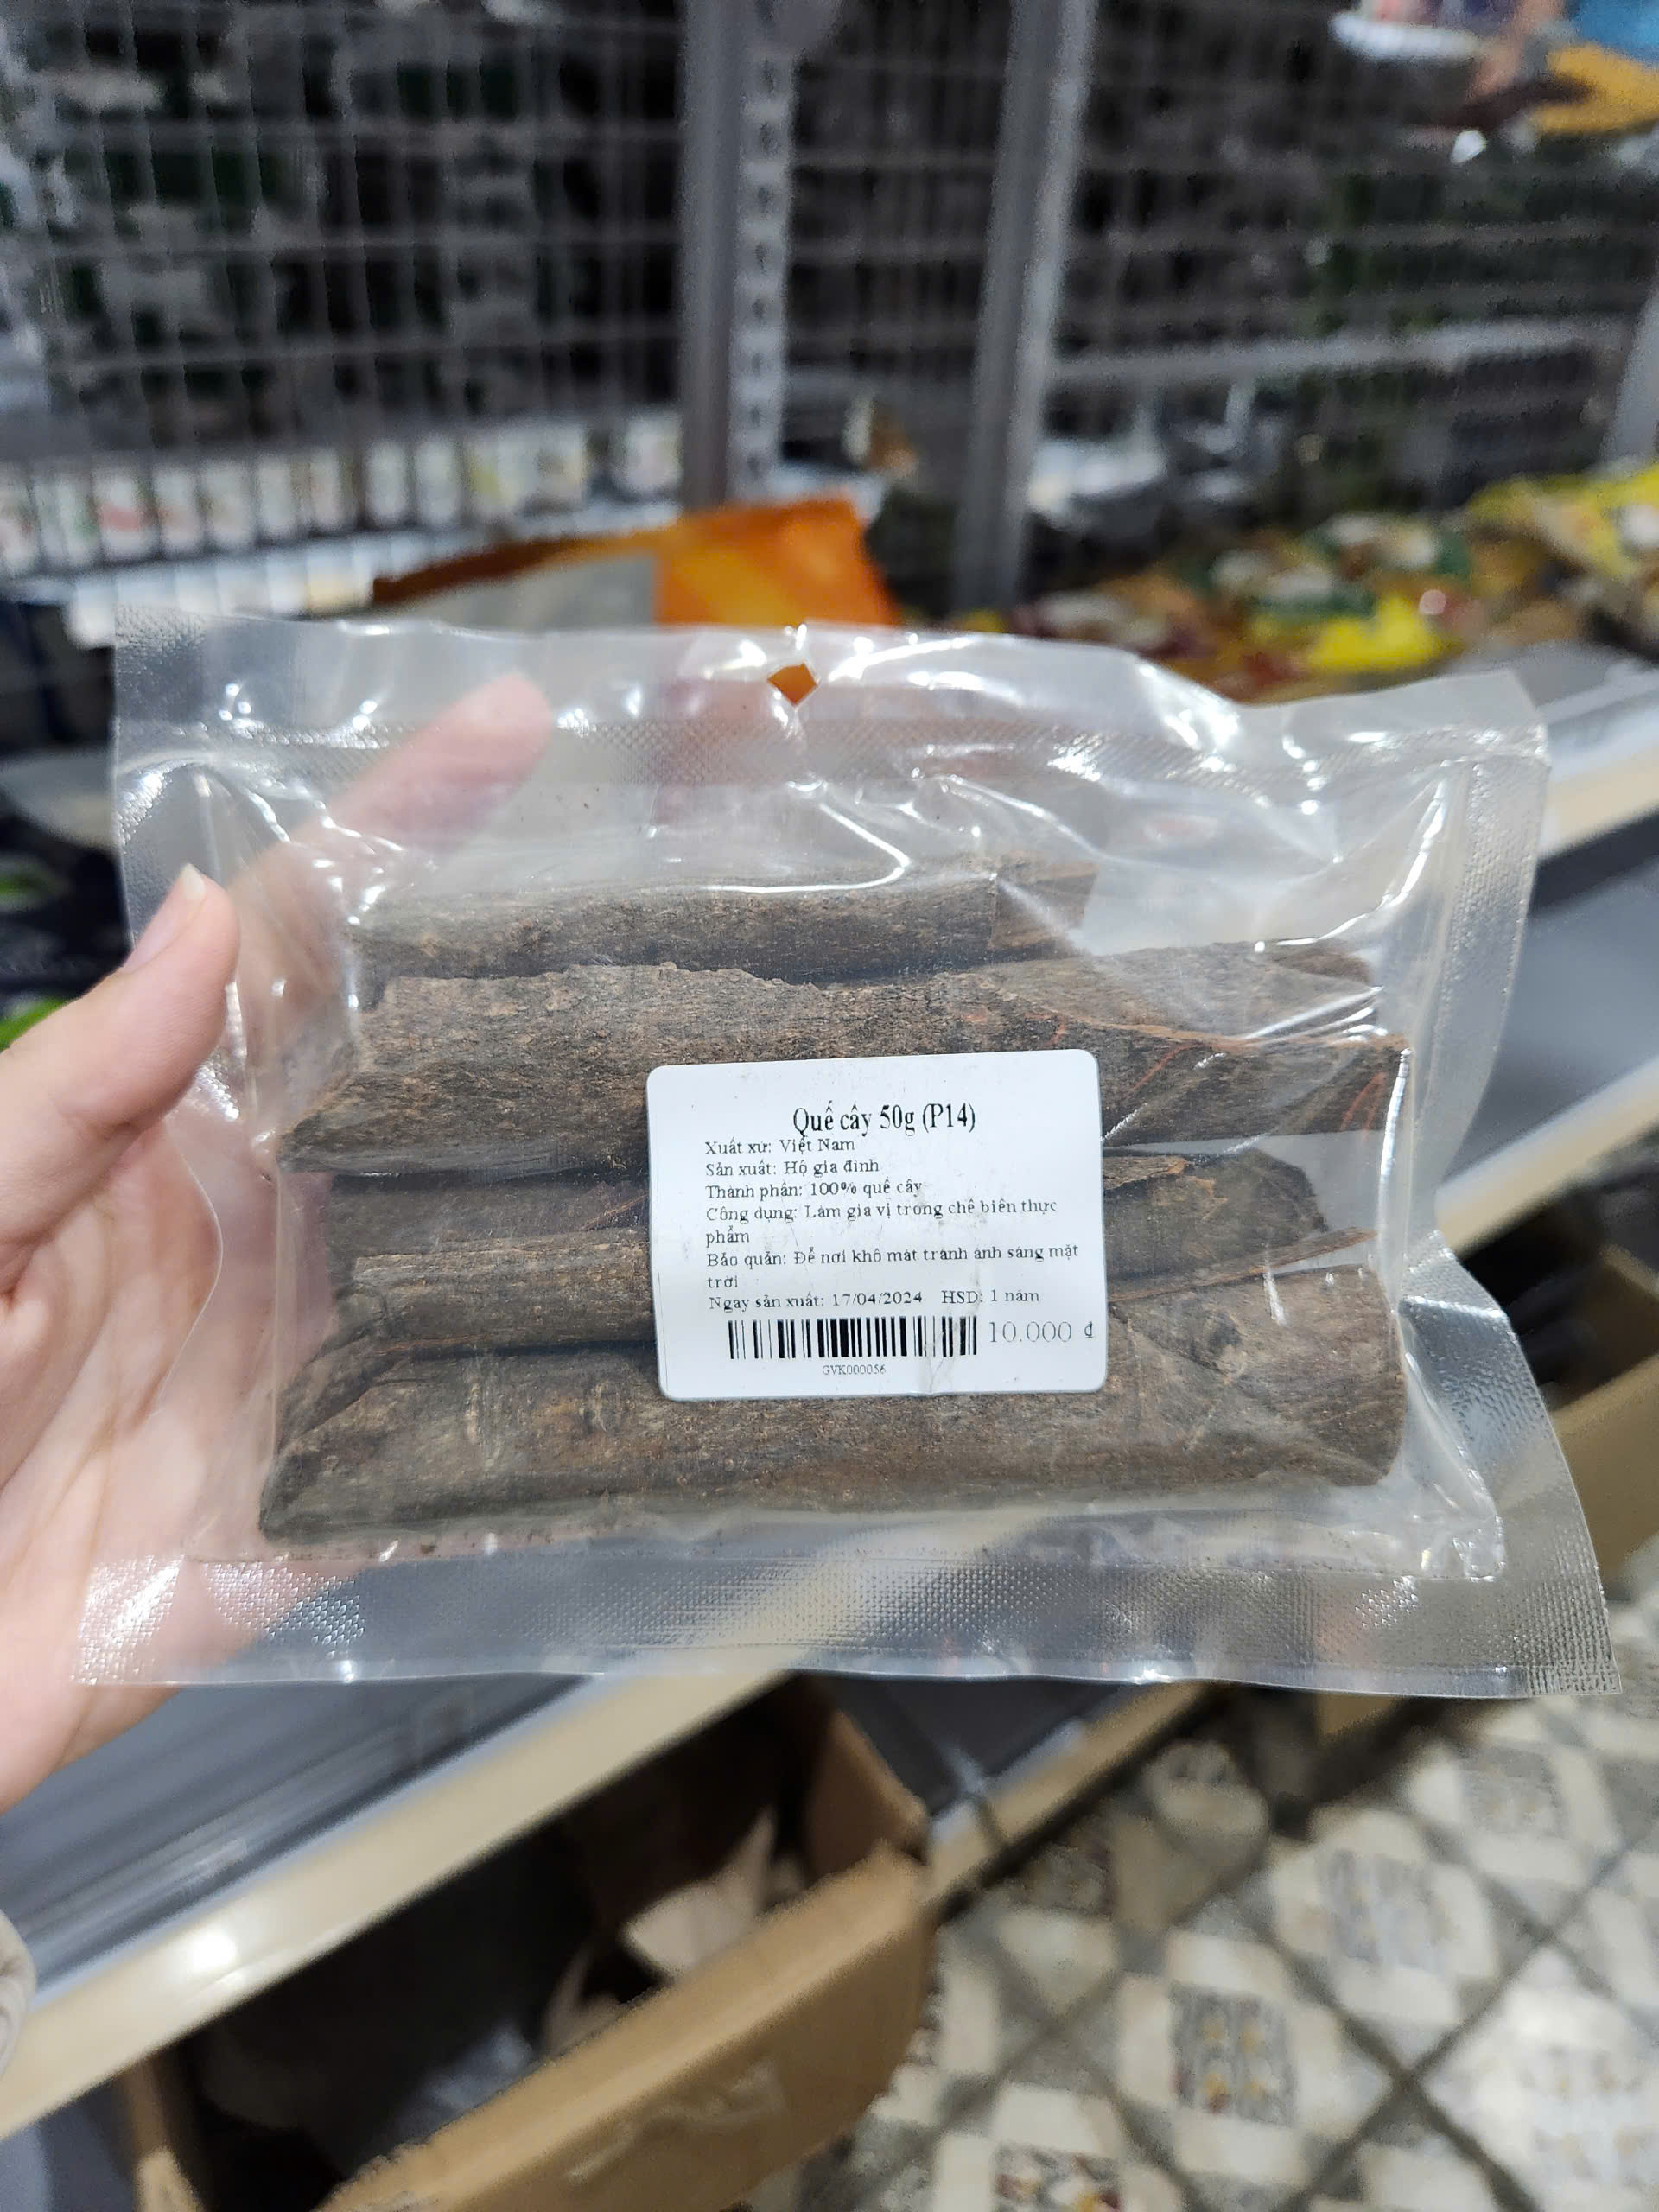 Quế cây 50g (P14)
Xuất xứ: Việt Nam
Sản xuất: Hộ gia đình
Thành phần: 100% quế cây
Công dụng: Làm gia vị trong chế biến thực
phẩm
Bảo quản: Để nơi khô mát tránh ánh sáng mặt
trời
Ngày sản xuất: 17/04/2024 HSD: 1 năm
10.000 đ
GVK000056